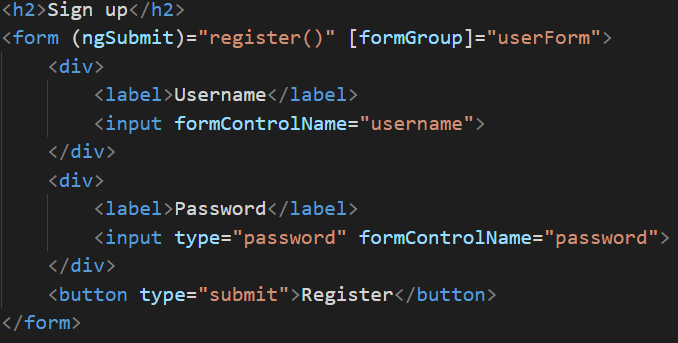 <h2>Sign up</h2>
<form (ngSubmit)="register()" [formGroup]="userForm">
    <div>
        <label>Username</label>
        <input formControlName="username">
    </div>
    <div>
        <label>Password</label>
        <input type="password" formControlName="password">
    </div>
    <button type="submit">Register</button>
</form>